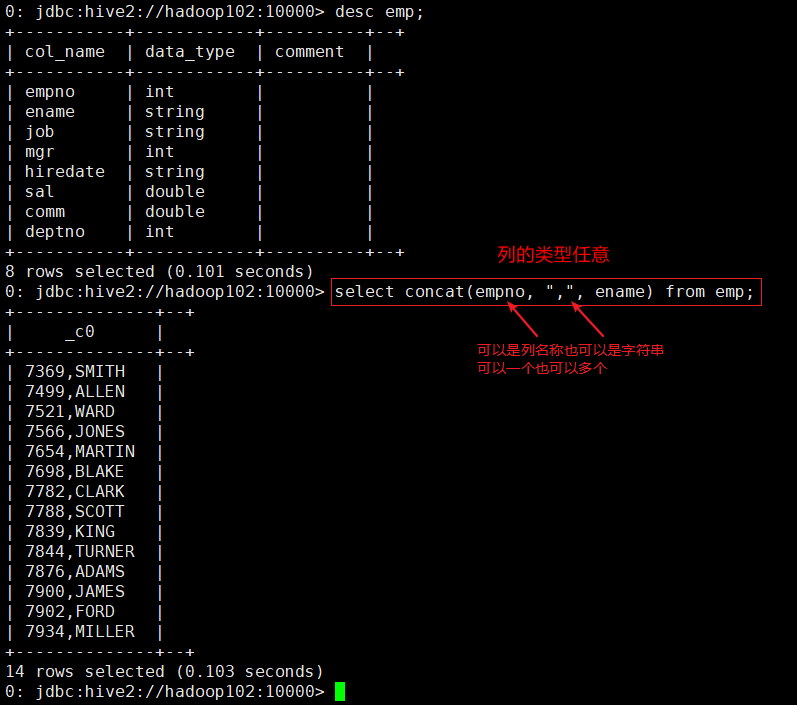 0: jdbc:hive2://hadoop102:10000> desc emp;
+-----------+------------+----------+--+
| col_name  | data_type  | comment  |
+-----------+------------+----------+--+
| empno     | int        |          |
| ename     | string     |          |
| job       | string     |          |
| mgr       | int        |          |
| hiredate  | string     |          |
| sal       | double     |          |
| comm      | double     |          |
| deptno    | int        |          |
+-----------+------------+----------+--+
列的类型任意
8 rows selected (0.101 seconds)
0: jdbc:hive2://hadoop102:10000> select concat(empno, ",", ename) from emp;
+--------------+--+
|     _c0      |
+--------------+--+
可以是列名称也可以是字符串
可以一个也可以多个
| 7369,SMITH   |
| 7499,ALLEN   |
| 7521,WARD    |
| 7566,JONES   |
| 7654,MARTIN  |
| 7698,BLAKE   |
| 7782,CLARK   |
| 7788,SCOTT   |
| 7839,KING    |
| 7844,TURNER  |
| 7876,ADAMS   |
| 7900,JAMES   |
| 7902,FORD    |
| 7934,MILLER  |
+--------------+--+
14 rows selected (0.103 seconds)
0: jdbc:hive2://hadoop102:10000>